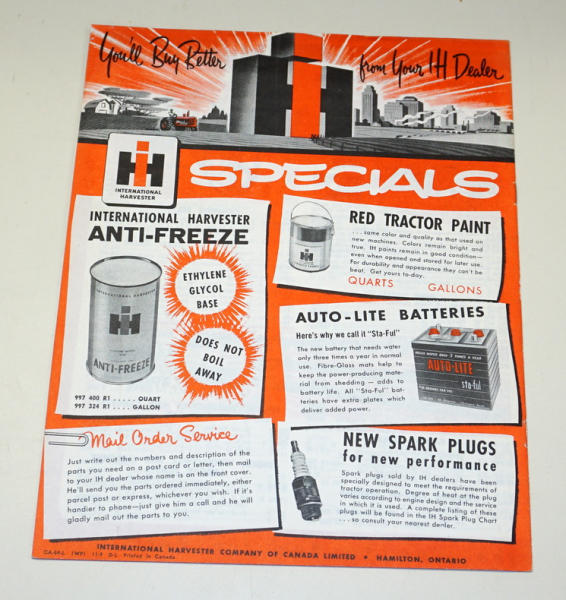 You'll Buy Better
from Your IH Dealer
IH
IH
INTERNATIONAL
HARVESTER
SPECIALS
INTERNATIONAL HARVESTER
ANTI-FREEZE
INTERNATIONAL HARVESTER
IH
ANTI-FREEZE
ETHYLENE
GLYCOL
BASE
DOES NOT
BOIL
AWAY
997 400 R1 ..... QUART
997 324 R1 .... GALLON
RED TRACTOR PAINT
...same color and quality as that used on
new machines. Colors remain bright and
true. IH paints remain in good condition—
even when opened and stored for later use.
For durability and appearance they can't be
beat. Get yours to-day.
QUARTS GALLONS
IH
AUTO-LITE BATTERIES
Here's why we call it "Sta-Ful"
The new battery that needs water
only three times a year in normal
use. Fibre-Glass mats help to
keep the power-producing mate-
rial from shedding — adds to
battery life. All "Sta-Ful" bat-
teries have extra plates which
deliver added power.
AUTO-LITE
sta-ful
Mail Order Service
Just write out the numbers and description of the
parts you need on a post card or letter, then mail
to your IH dealer whose name is on the front cover.
He'll send you the parts ordered immediately, either
parcel post or express, whichever you wish. If it's
handier to phone—just give him a call and he will
gladly mail out the parts to you.
NEW SPARK PLUGS
for new performance
Spark plugs sold by IH dealers have been
specially designed to meet the requirements of
tractor operation. Degree of heat at the plug
varies according to engine design and the service
in which it is used. A complete listing of these
plugs will be found in the IH Spark Plug Chart
...so consult your nearest dealer.
INTERNATIONAL HARVESTER COMPANY OF CANADA LIMITED • HAMILTON, ONTARIO
Printed in Canada